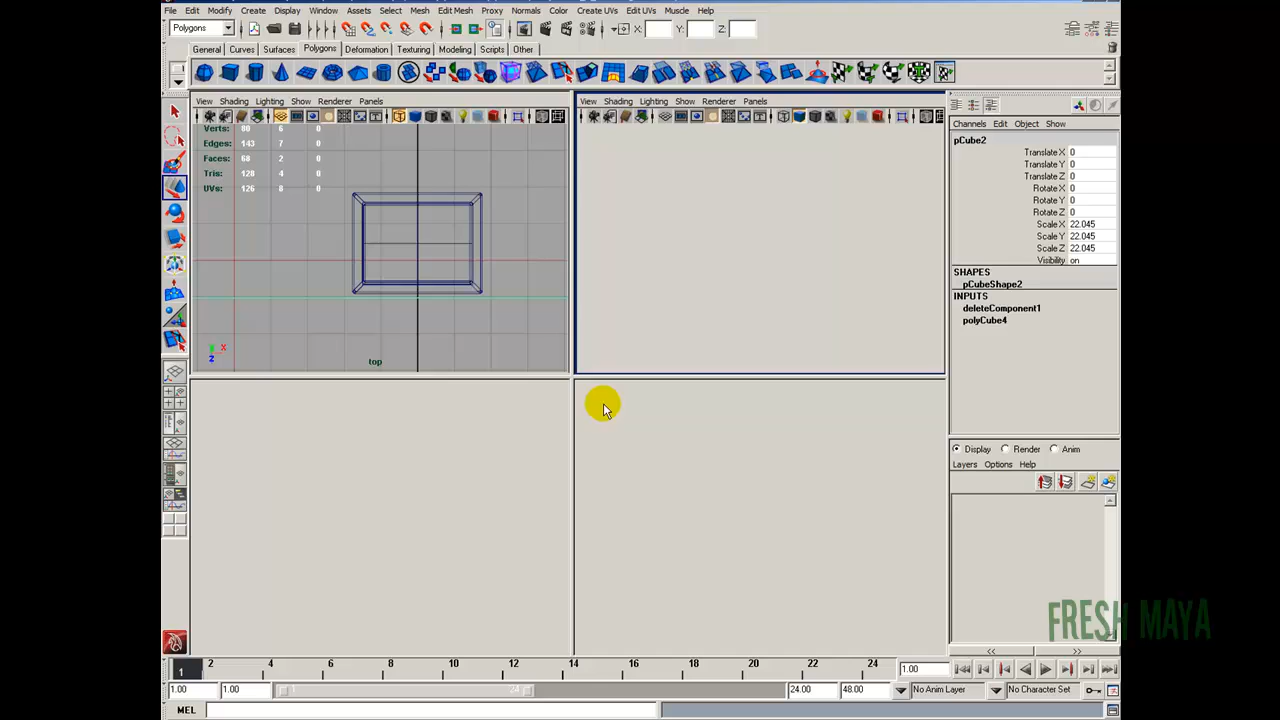 File Edit Modify Create Display Window Assets Select Mesh Edit Mesh Proxy Normals Color Create UVs Edit UVs Muscle Help
Polygons X: Y: Z:
General Curves Surfaces Polygons Deformation Texturing Modeling Scripts Other
View Shading Lighting Show Renderer Panels
View Shading Lighting Show Renderer Panels
Verts: 80 6 0
Edges: 143 7 0
Faces: 68 2 0
Tris: 128 4 0
UVs: 126 8 0
X
Z
top
Channels Edit Object Show
pCube2
Translate X 0
Translate Y 0
Translate Z 0
Rotate X 0
Rotate Y 0
Rotate Z 0
Scale X 22.045
Scale Y 22.045
Scale Z 22.045
Visibility on
SHAPES
pCubeShape2
INPUTS
deleteComponent1
polyCube4
Display Render Anim
Layers Options Help
FRESH MAYA
1 2 4 6 8 10 12 14 16 18 20 22 24 1.00
1.00 1.00 1 24 24.00 48.00 No Anim Layer No Character Set
MEL